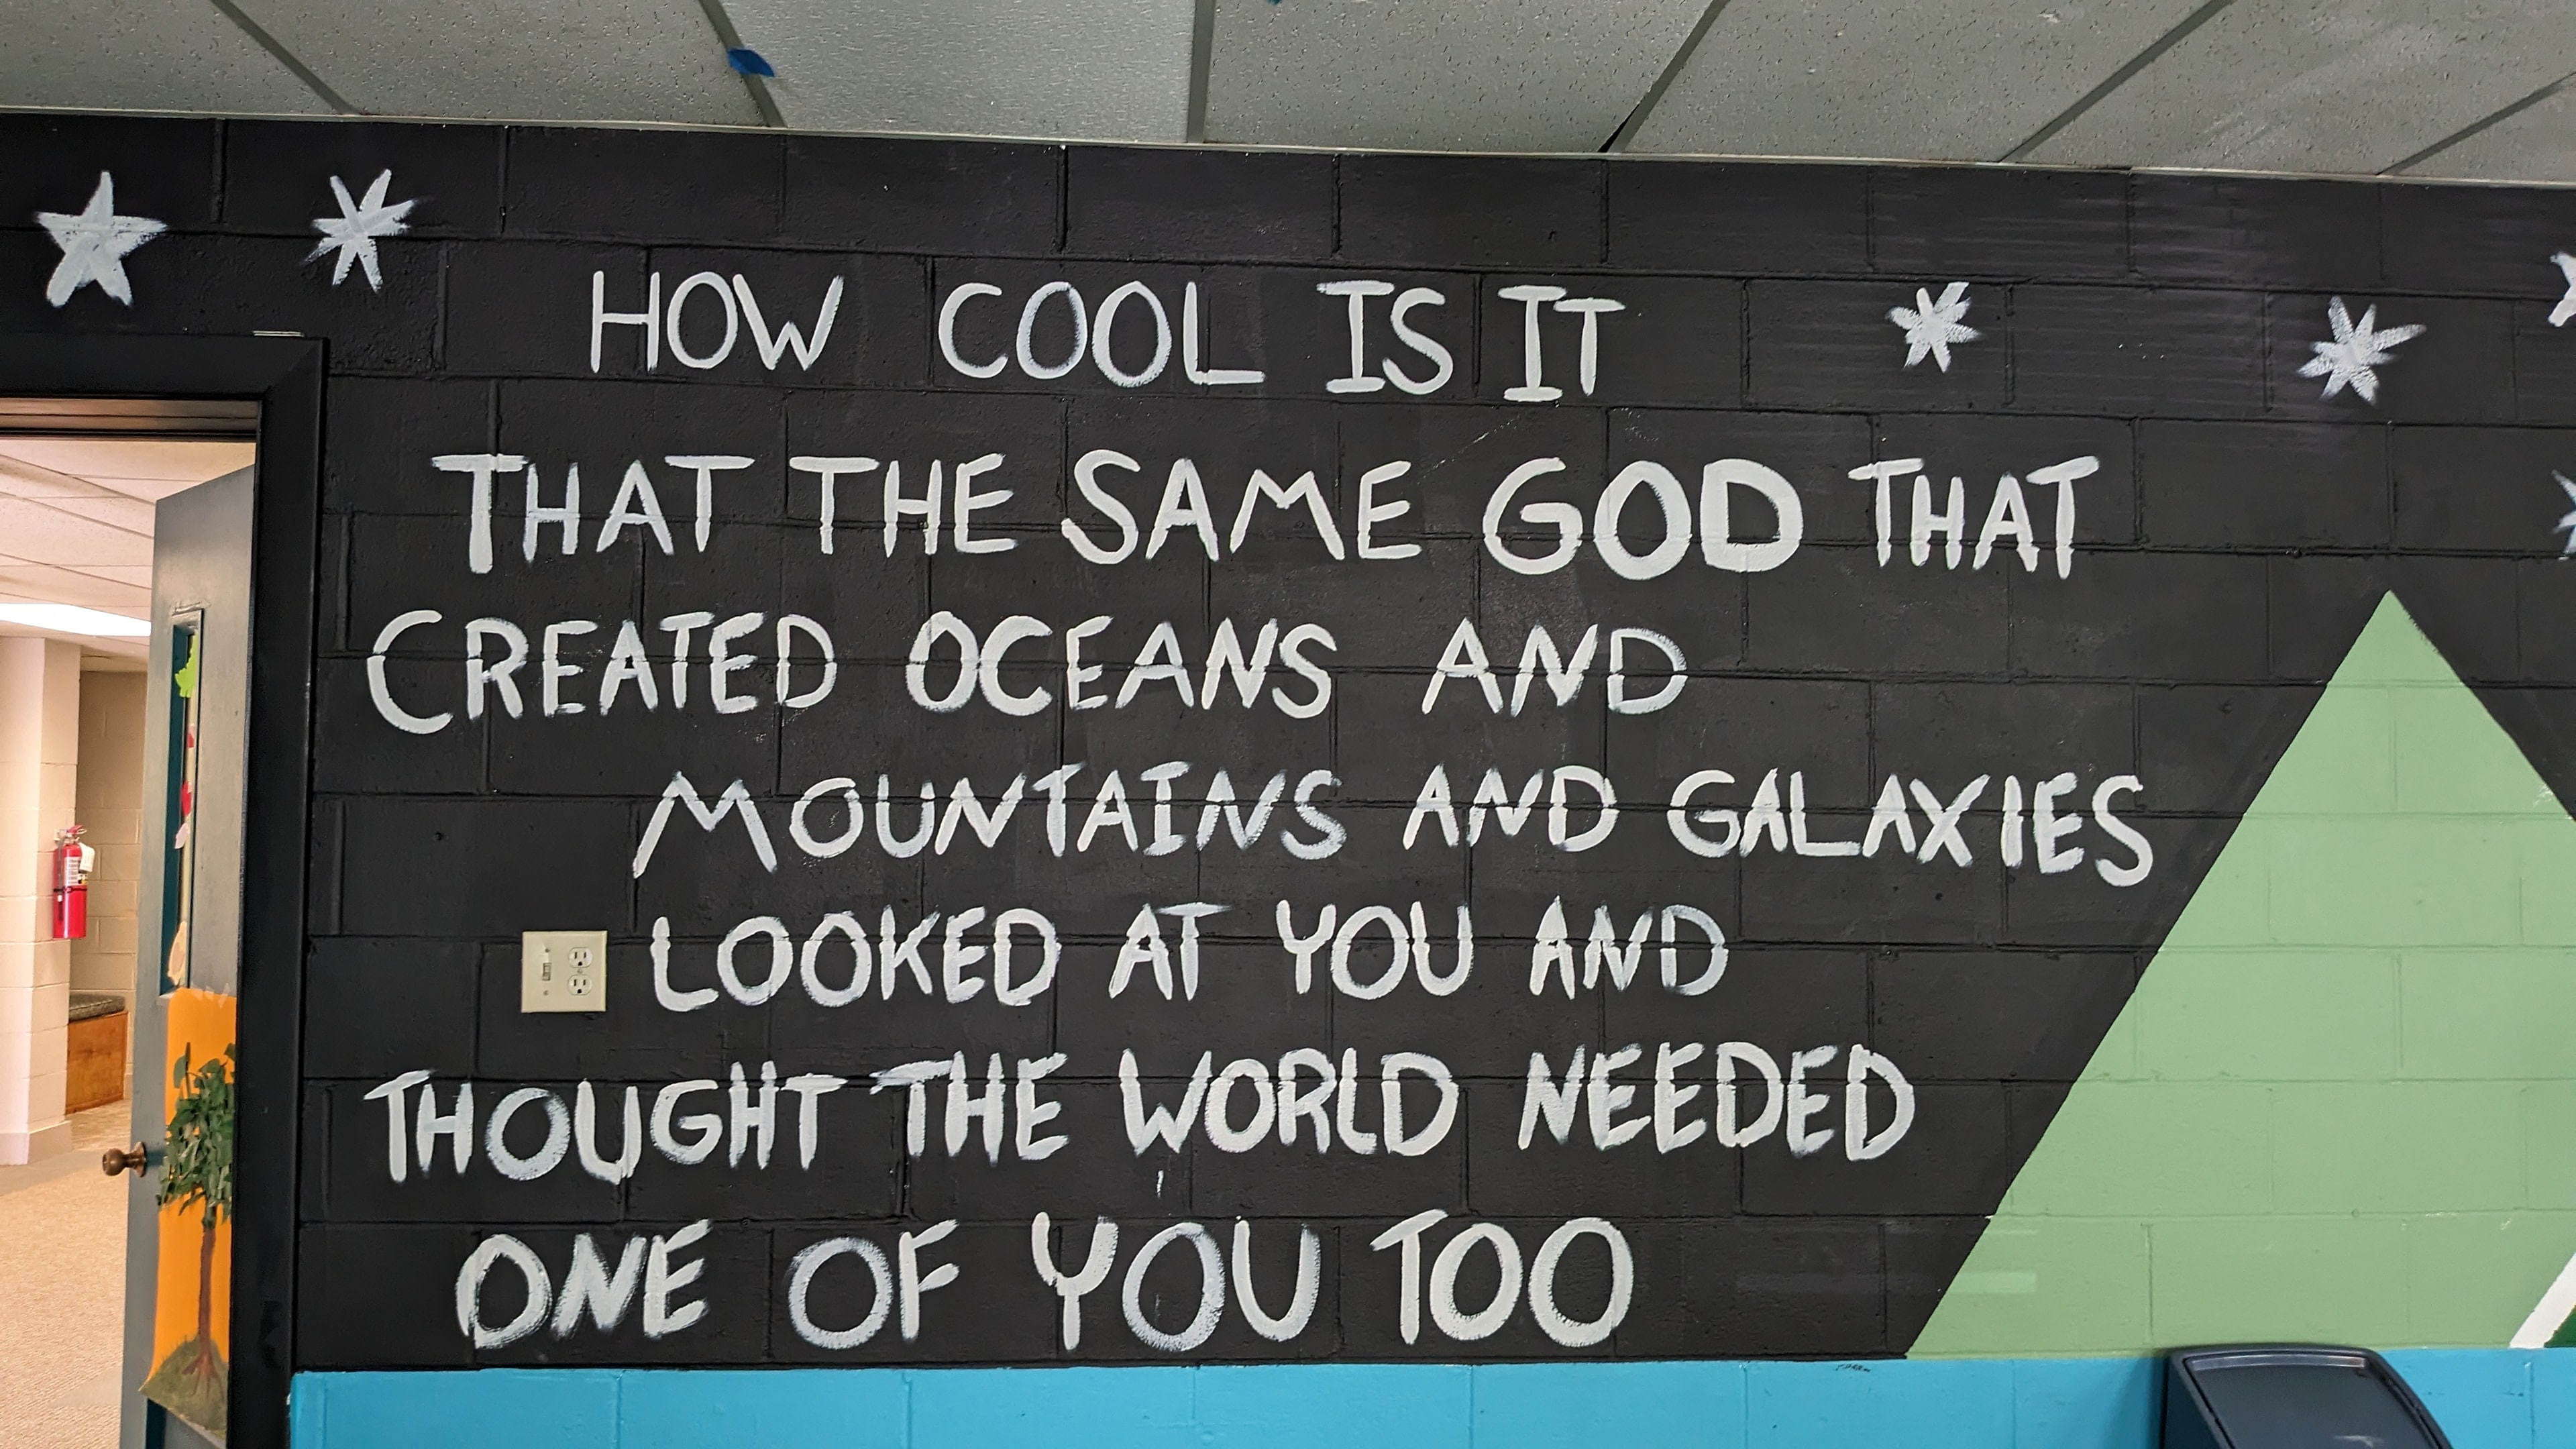 HOW COOL IS IT
THAT THE SAME GOD THAT
CREATED OCEANS AND
MOUNTAINS AND GALAXIES
LOOKED AT YOU AND
THOUGHT THE WORLD NEEDED
ONE OF YOU TOO